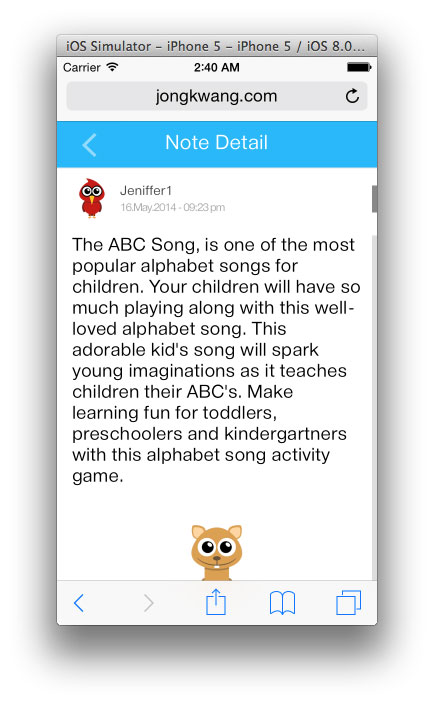 iOS Simulator – iPhone 5 – iPhone 5 / iOS 8.0...
Carrier 2:40 AM
jongkwang.com
Note Detail
Jeniffer1
16.May.2014 - 09:23 pm
The ABC Song, is one of the most
popular alphabet songs for
children. Your children will have so
much playing along with this well-
loved alphabet song. This
adorable kid's song will spark
young imaginations as it teaches
children their ABC's. Make
learning fun for toddlers,
preschoolers and kindergartners
with this alphabet song activity
game.